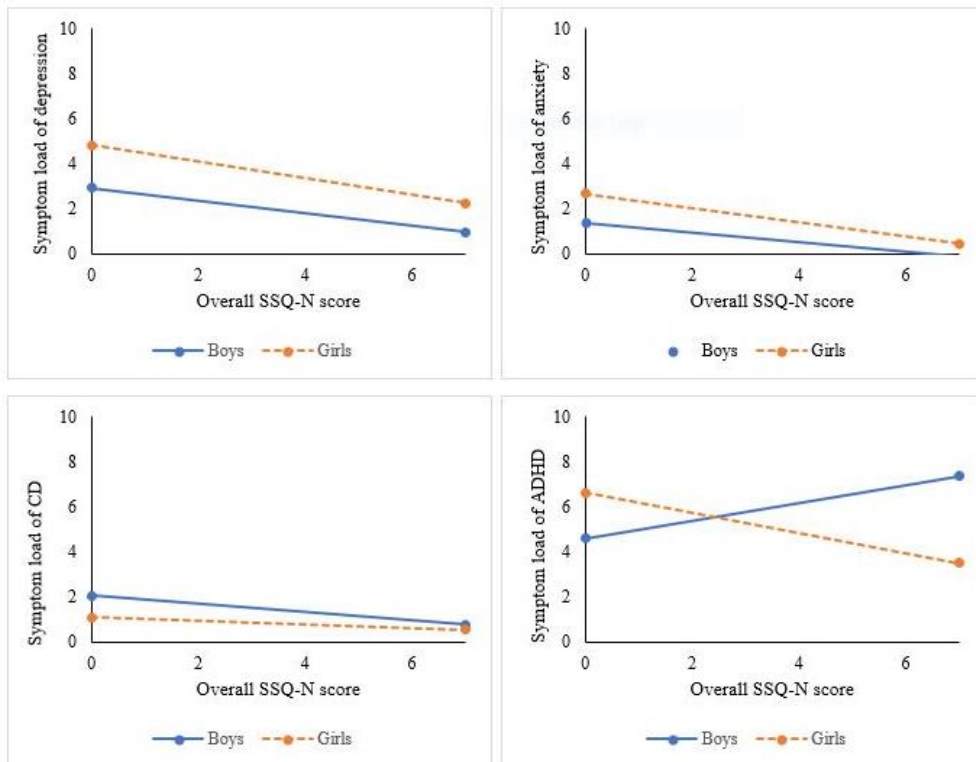 Symptom load of depression
10
8
6
4
2
0
0 2 4 6
Overall SSQ-N score
Boys Girls
Symptom load of anxiety
10
8
6
4
2
0
0 2 4 6
Overall SSQ-N score
Boys Girls
Symptom load of CD
10
8
6
4
2
0
0 2 4 6
Overall SSQ-N score
Boys Girls
Symptom load of ADHD
10
8
6
4
2
0
0 2 4 6
Overall SSQ-N score
Boys Girls